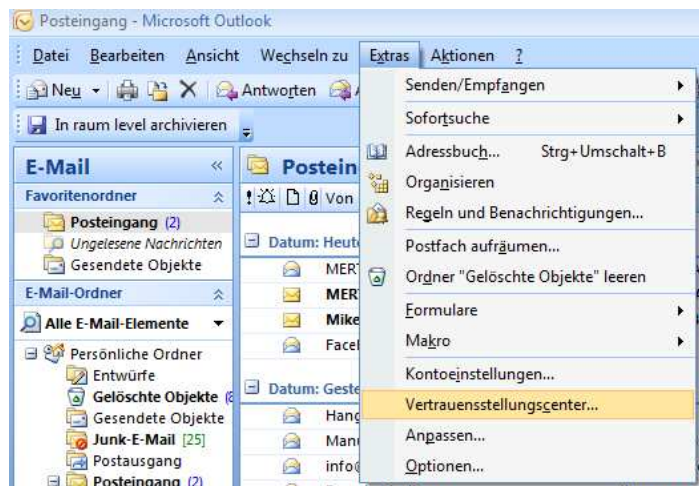 Posteingang - Microsoft Outlook
Datei Bearbeiten Ansicht Wechseln zu Extras Aktionen ?
Neu Antworten
In raum level archivieren
Senden/Empfangen
Sofortsuche
Adressbuch... Strg+Umschalt+B
Organisieren
Regeln und Benachrichtigungen...
Postfach aufräumen...
Ordner "Gelöschte Objekte" leeren
Formulare
Makro
Kontoeinstellungen...
Vertrauensstellungscenter...
Anpassen...
Optionen...
E-Mail «
Favoritenordner
Posteingang (2)
Ungelesene Nachrichten
Gesendete Objekte
E-Mail-Ordner
Alle E-Mail-Elemente
Persönliche Ordner
Entwürfe
Gelöschte Objekte
Gesendete Objekte
Junk-E-Mail [25]
Postausgang
Posteingang (2)
Postein
Von
Datum: Heut
MER
MER
Mike
Datum: Geste
Hang
info